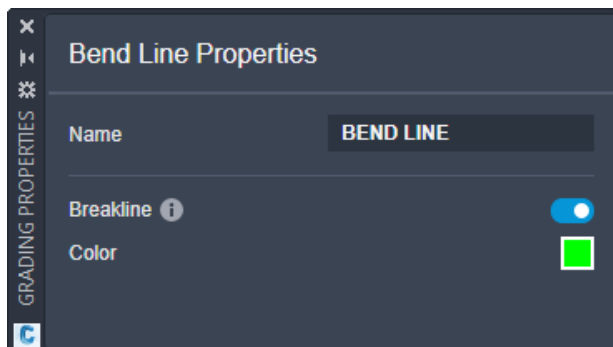 Bend Line Properties
Name BEND LINE
Breakline
Color
GRADING PROPERTIES
C